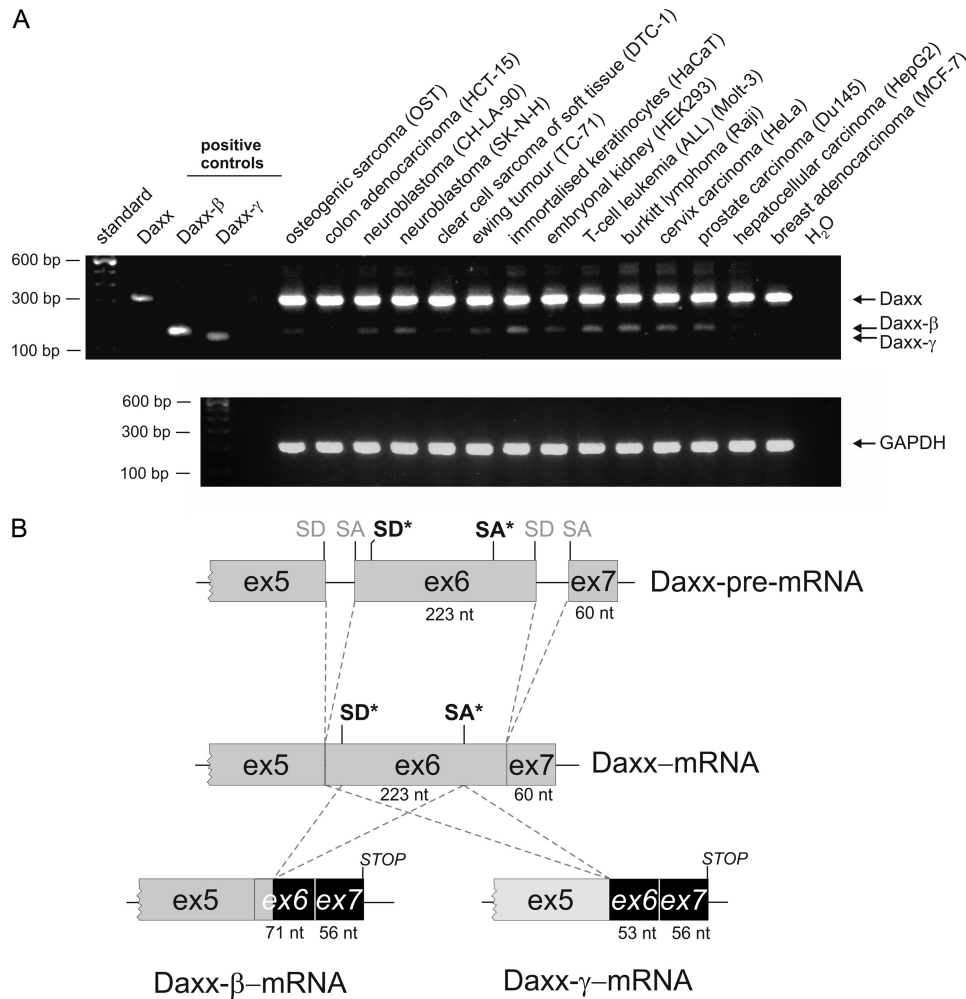 A
positive
controls
standard
Daxx
Daxx-β
Daxx-γ
osteogenic sarcoma (OST)
colon adenocarcinoma (HCT-15)
neuroblastoma (CH-LA-90)
neuroblastoma (SK-N-H)
clear cell sarcoma of soft tissue (DTC-1)
ewing tumour (TC-71)
immortalised keratinocytes (HaCaT)
embryonal kidney (HEK293)
T-cell leukemia (ALL) (Molt-3)
burkitt lymphoma (Raji)
cervix carcinoma (HeLa)
prostate carcinoma (Du145)
hepatocellular carcinoma (HepG2)
breast adenocarcinoma (MCF-7)
H2O
600 bp
300 bp
100 bp
Daxx
Daxx-β
Daxx-γ
600 bp
300 bp
100 bp
GAPDH
B
SD SA SD* SA* SD SA
ex5 ex6 ex7 Daxx-pre-mRNA
223 nt 60 nt
SD* SA*
ex5 ex6 ex7 Daxx–mRNA
223 nt 60 nt
STOP STOP
ex5 ex6 ex7 ex5 ex6 ex7
71 nt 56 nt 53 nt 56 nt
Daxx-β–mRNA Daxx-γ–mRNA